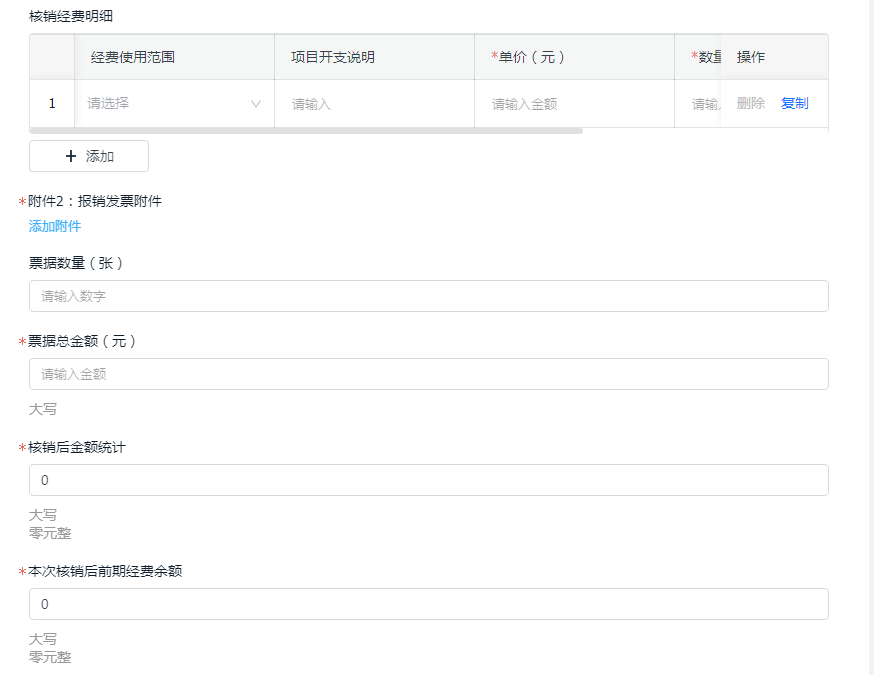 核销经费明细
经费使用范围 项目开支说明 *单价（元） *数量 操作
1 请选择 请输入 请输入金额 请输入 删除 复制
+ 添加
*附件2：报销发票附件
添加附件
票据数量（张）
请输入数字
*票据总金额（元）
请输入金额
大写
*核销后金额统计
0
大写
零元整
*本次核销后前期经费余额
0
大写
零元整